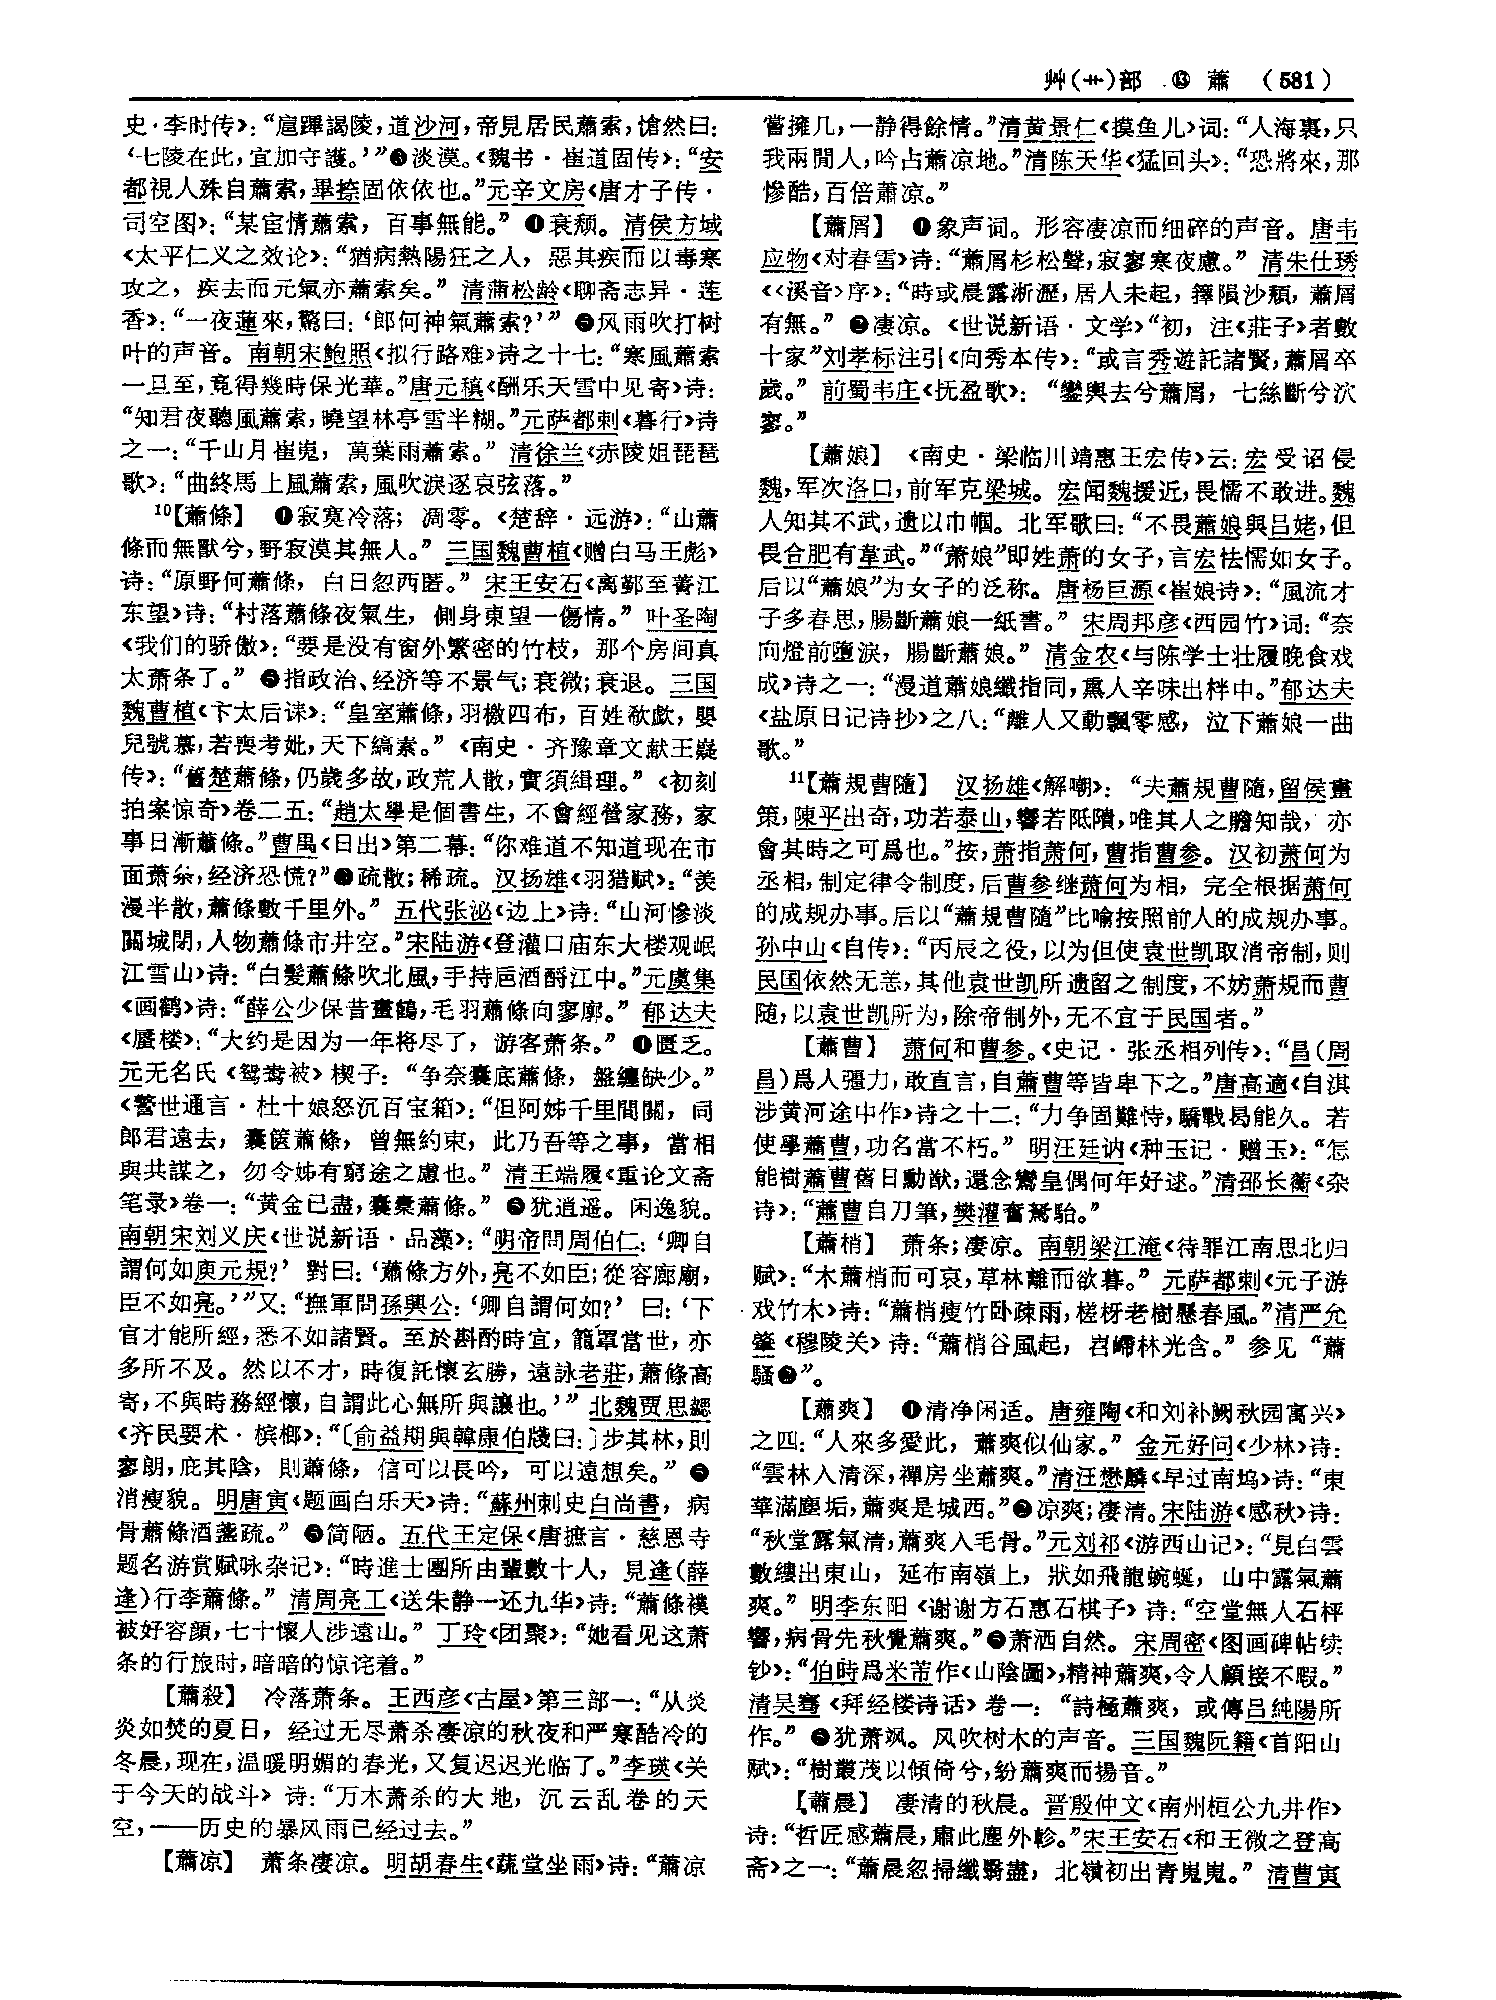 艸(艹)部 ⑬ 蕭 (581)
史·李时传》：“扈蹕謁陵，道沙河，帝見居民蕭索，愴然曰：
‘七陵在此，宜加守護。’”❸淡漠。《魏书·崔道固传》：“安
都視人殊自蕭索，畢捺固依依也。”元辛文房《唐才子传·
司空图》：“某宦情蕭索，百事無能。”❹衰颓。清侯方域
《太平仁义之效论》：“猶病熱陽狂之人，惡其疾而以毒寒
攻之，疾去而元氣亦蕭索矣。”清蒲松龄《聊斋志异·莲
香》：“一夜蓮來，驚曰：‘郎何神氣蕭索？’”❺风雨吹打树
叶的声音。南朝宋鲍照《拟行路难》诗之十七：“寒風蕭索
一旦至，竟得幾時保光華。”唐元稹《酬乐天雪中见寄》诗：
“知君夜聽風蕭索，曉望林亭雪半糊。”元萨都剌《暮行》诗
之一：“千山月崔嵬，萬葉雨蕭索。”清徐兰《赤陵姐琵琶
歌》：“曲終馬上風蕭索，風吹淚逐哀弦落。”
10【蕭條】 ❶寂寞冷落；凋零。《楚辞·远游》：“山蕭
條而無獸兮，野寂漠其無人。”三国魏曹植《赠白马王彪》
诗：“原野何蕭條，白日忽西匿。”宋王安石《离鄞至菁江
东望》诗：“村落蕭條夜氣生，側身東望一傷情。”叶圣陶
《我们的骄傲》：“要是没有窗外繁密的竹枝，那个房间真
太萧条了。”❷指政治、经济等不景气；衰微；衰退。三国
魏曹植《卞太后诔》：“皇室蕭條，羽檄四布，百姓欷歔，嬰
兒號慕，若喪考妣，天下縞素。”《南史·齐豫章文献王嶷
传》：“舊楚蕭條，仍歲多故，政荒人散，實須緝理。”《初刻
拍案惊奇》卷二五：“趙太學是個書生，不會經營家務，家
事日漸蕭條。”曹禺《日出》第二幕：“你难道不知道现在市
面萧条，经济恐慌？”❸疏散；稀疏。汉扬雄《羽猎赋》：“羡
漫半散，蕭條數千里外。”五代张泌《边上》诗：“山河慘淡
關城閉，人物蕭條市井空。”宋陆游《登灌口庙东大楼观岷
江雪山》诗：“白髮蕭條吹北風，手持卮酒酹江中。”元虞集
《画鹤》诗：“薛公少保昔畫鶴，毛羽蕭條向寥廓。”郁达夫
《蜃楼》：“大约是因为一年将尽了，游客萧条。”❹匮乏。
元无名氏《鸳鸯被》楔子：“争奈囊底蕭條，盤纏缺少。”
《警世通言·杜十娘怒沉百宝箱》：“但阿姊千里間關，同
郎君遠去，囊篋蕭條，曾無約束，此乃吾等之事，當相
與共謀之，勿令姊有窮途之慮也。”清王端履《重论文斋
笔录》卷一：“黄金已盡，囊橐蕭條。”❺犹逍遥。闲逸貌。
南朝宋刘义庆《世说新语·品藻》：“明帝問周伯仁：‘卿自
謂何如庾元規？’對曰：‘蕭條方外，亮不如臣；從容廊廟，
臣不如亮。’”又：“撫軍問孫興公：‘卿自謂何如？’曰：‘下
官才能所經，悉不如諸賢。至於斟酌時宜，籠罩當世，亦
多所不及。然以不才，時復託懷玄勝，遠詠老莊，蕭條高
寄，不與時務經懷，自謂此心無所與讓也。’”北魏贾思勰
《齐民要术·槟榔》：“〔俞益期與韓康伯牋曰：〕步其林，則
寥朗，庇其陰，則蕭條，信可以長吟，可以遠想矣。”❻
消瘦貌。明唐寅《题画白乐天》诗：“蘇州刺史白尚書，病
骨蕭條酒盞疏。”❼简陋。五代王定保《唐摭言·慈恩寺
题名游赏赋咏杂记》：“時進士團所由輩數十人，見逢（薛
逢）行李蕭條。”清周亮工《送朱静一还九华》诗：“蕭條襆
被好容顔，七十懷人涉遠山。”丁玲《团聚》：“她看见这萧
条的行旅时，暗暗的惊诧着。”
【蕭殺】 冷落萧条。王西彦《古屋》第三部一：“从炎
炎如焚的夏日，经过无尽萧杀凄凉的秋夜和严寒酷冷的
冬晨，现在，温暖明媚的春光，又复迟迟光临了。”李瑛《关
于今天的战斗》诗：“万木萧杀的大地，沉云乱卷的天
空，——历史的暴风雨已经过去。”
【蕭凉】 萧条凄凉。明胡春生《蔬堂坐雨》诗：“蕭凉
嘗擁几，一静得餘情。”清黄景仁《摸鱼儿》词：“人海裏，只
我兩閒人，吟占蕭凉地。”清陈天华《猛回头》：“恐將來，那
慘酷，百倍蕭凉。”
【蕭屑】 ❶象声词。形容凄凉而细碎的声音。唐韦
应物《对春雪》诗：“蕭屑杉松聲，寂寥寒夜慮。”清朱仕琇
《〈溪音〉序》：“時或晨露淅瀝，居人未起，籜隕沙頹，蕭屑
有無。”❷凄凉。《世说新语·文学》“初，注《莊子》者數
十家”刘孝标注引《向秀本传》：“或言秀遊託諸賢，蕭屑卒
歲。”前蜀韦庄《抚盈歌》：“鑾輿去兮蕭屑，七絲斷兮泬
寥。”
【蕭娘】 《南史·梁临川靖惠王宏传》云：宏受诏侵
魏，军次洛口，前军克梁城。宏闻魏援近，畏懦不敢进。魏
人知其不武，遗以巾帼。北军歌曰：“不畏蕭娘與吕姥，但
畏合肥有韋武。”“萧娘”即姓萧的女子，言宏怯懦如女子。
后以“蕭娘”为女子的泛称。唐杨巨源《崔娘诗》：“風流才
子多春思，腸斷蕭娘一紙書。”宋周邦彦《西园竹》词：“奈
向燈前墮淚，腸斷蕭娘。”清金农《与陈学士壮履晚食戏
成》诗之一：“漫道蕭娘纖指同，熏人辛味出柈中。”郁达夫
《盐原日记诗抄》之八：“離人又動飄零感，泣下蕭娘一曲
歌。”
11【蕭規曹隨】 汉扬雄《解嘲》：“夫蕭規曹隨，留侯畫
策，陳平出奇，功若泰山，響若阺隤，唯其人之贍知哉，亦
會其時之可爲也。”按，萧指萧何，曹指曹参。汉初萧何为
丞相，制定律令制度，后曹参继萧何为相，完全根据萧何
的成规办事。后以“蕭規曹隨”比喻按照前人的成规办事。
孙中山《自传》：“丙辰之役，以为但使袁世凯取消帝制，则
民国依然无恙，其他袁世凯所遗留之制度，不妨萧规而曹
随，以袁世凯所为，除帝制外，无不宜于民国者。”
【蕭曹】 萧何和曹参。《史记·张丞相列传》：“昌（周
昌）爲人彊力，敢直言，自蕭曹等皆卑下之。”唐高適《自淇
涉黄河途中作》诗之十二：“力争固難恃，驕戰曷能久。若
使學蕭曹，功名當不朽。”明汪廷讷《种玉记·赠玉》：“怎
能樹蕭曹舊日勳猷，還念鸞皇偶何年好逑。”清邵长蘅《杂
诗》：“蕭曹自刀筆，樊灌奮駑駘。”
【蕭梢】 萧条；凄凉。南朝梁江淹《待罪江南思北归
赋》：“木蕭梢而可哀，草林離而欲暮。”元萨都剌《元子游
戏竹木》诗：“蕭梢瘦竹卧疎雨，槎枒老樹懸春風。”清严允
肇《穆陵关》诗：“蕭梢谷風起，岧嵽林光含。”参见“蕭
騷❷”。
【蕭爽】 ❶清净闲适。唐雍陶《和刘补阙秋园寓兴》
之四：“人來多愛此，蕭爽似仙家。”金元好问《少林》诗：
“雲林入清深，禪房坐蕭爽。”清汪懋麟《早过南坞》诗：“東
華滿塵垢，蕭爽是城西。”❷凉爽；凄清。宋陆游《感秋》诗：
“秋堂露氣清，蕭爽入毛骨。”元刘祁《游西山记》：“見白雲
數縷出東山，延布南嶺上，狀如飛龍蜿蜒，山中露氣蕭
爽。”明李东阳《谢谢方石惠石棋子》诗：“空堂無人石枰
響，病骨先秋覺蕭爽。”❸萧洒自然。宋周密《图画碑帖续
钞》：“伯時爲米芾作《山陰圖》，精神蕭爽，令人顧接不暇。”
清吴骞《拜经楼诗话》卷一：“詩極蕭爽，或傳吕純陽所
作。”❹犹萧飒。风吹树木的声音。三国魏阮籍《首阳山
赋》：“樹叢茂以傾倚兮，紛蕭爽而揚音。”
【蕭晨】 凄清的秋晨。晋殷仲文《南州桓公九井作》
诗：“哲匠感蕭晨，肅此塵外軫。”宋王安石《和王微之登高
斋》之一：“蕭晨忽掃纖翳盡，北嶺初出青嵬嵬。”清曹寅